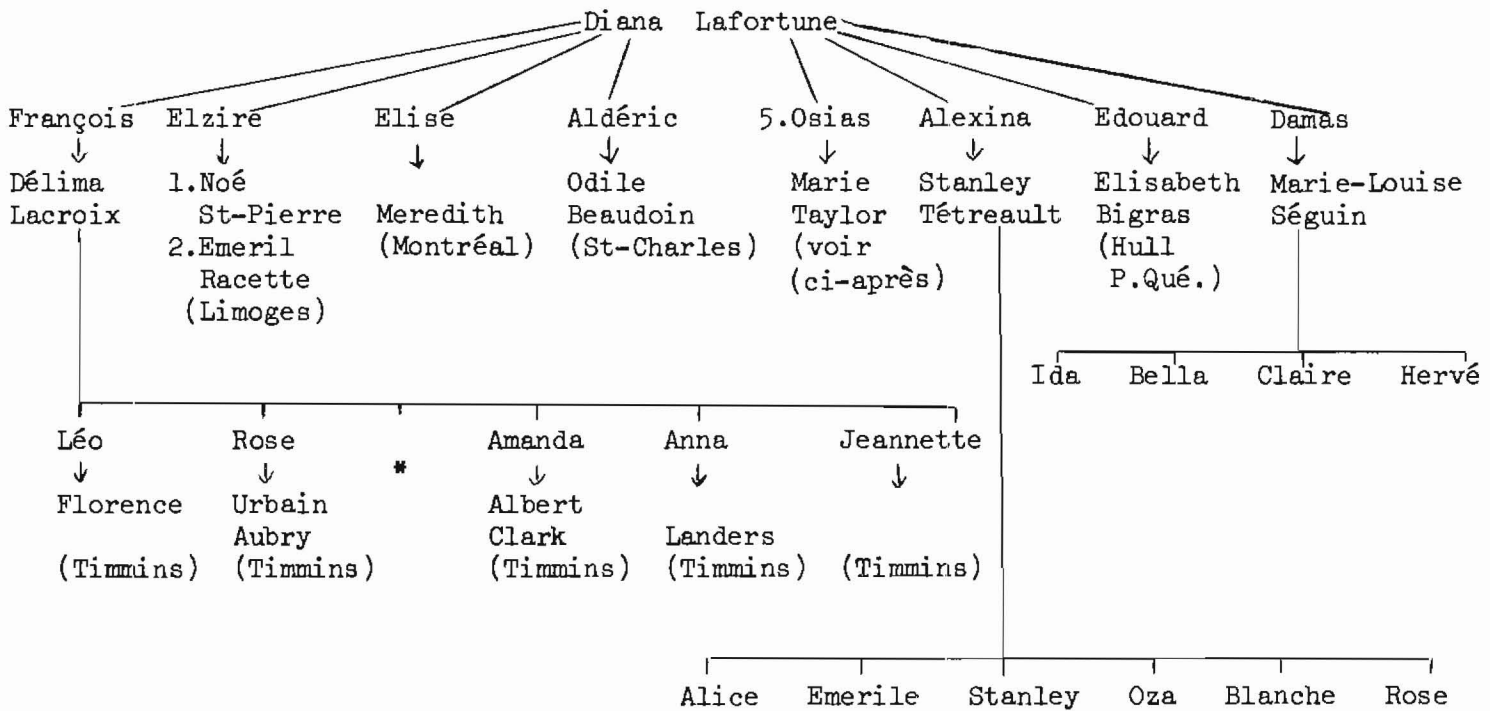 Diana Lafortune
François Elziré Elisé Aldéric 5.Osias Alexina Edouard Damas
Délima 1.Noé Odile Marie Stanley Elisabeth Marie-Louise
Lacroix St-Pierre Meredith Beaudoin Taylor Tétreault Bigras Séguin
2.Emeril (Montréal) (St-Charles) (voir (Hull
Racette (ci-après) P.Qué.)
(Limoges)
Ida Bella Claire Hervé
Léo Rose * Amanda Anna Jeannette
Florence Urbain Albert
Aubry Clark Landers
(Timmins) (Timmins) (Timmins) (Timmins) (Timmins)
Alice Emerile Stanley Oza Blanche Rose